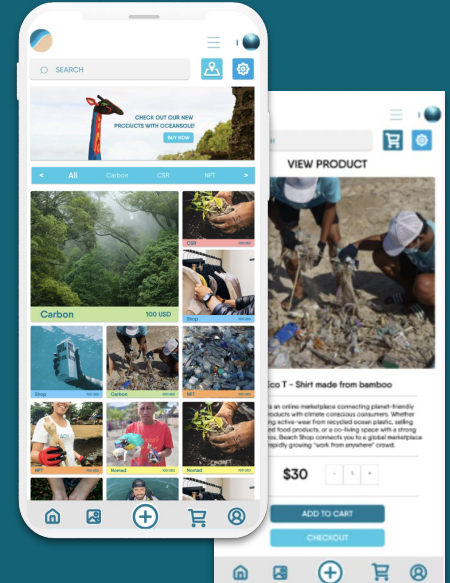 SEARCH
CHECK OUT OUR NEW
PRODUCTS WITH OCEANSOLE!
BUY NOW
< All Carbon CSR NFT >
CSR
Carbon 100 USD
Shop
Shop
Carbon
NFT
NFT
Nomad
Nomad
VIEW PRODUCT
Eco T - Shirt made from bamboo
is an online marketplace connecting planet-friendly
products with climate conscious consumers. Whether
active-wear from recycled ocean plastic, selling
food products, or a co-living space with a strong
Beach Shop connects you to a global marketplace
rapidly growing "work from anywhere" crowd.
$30
- 1 +
ADD TO CART
CHECKOUT